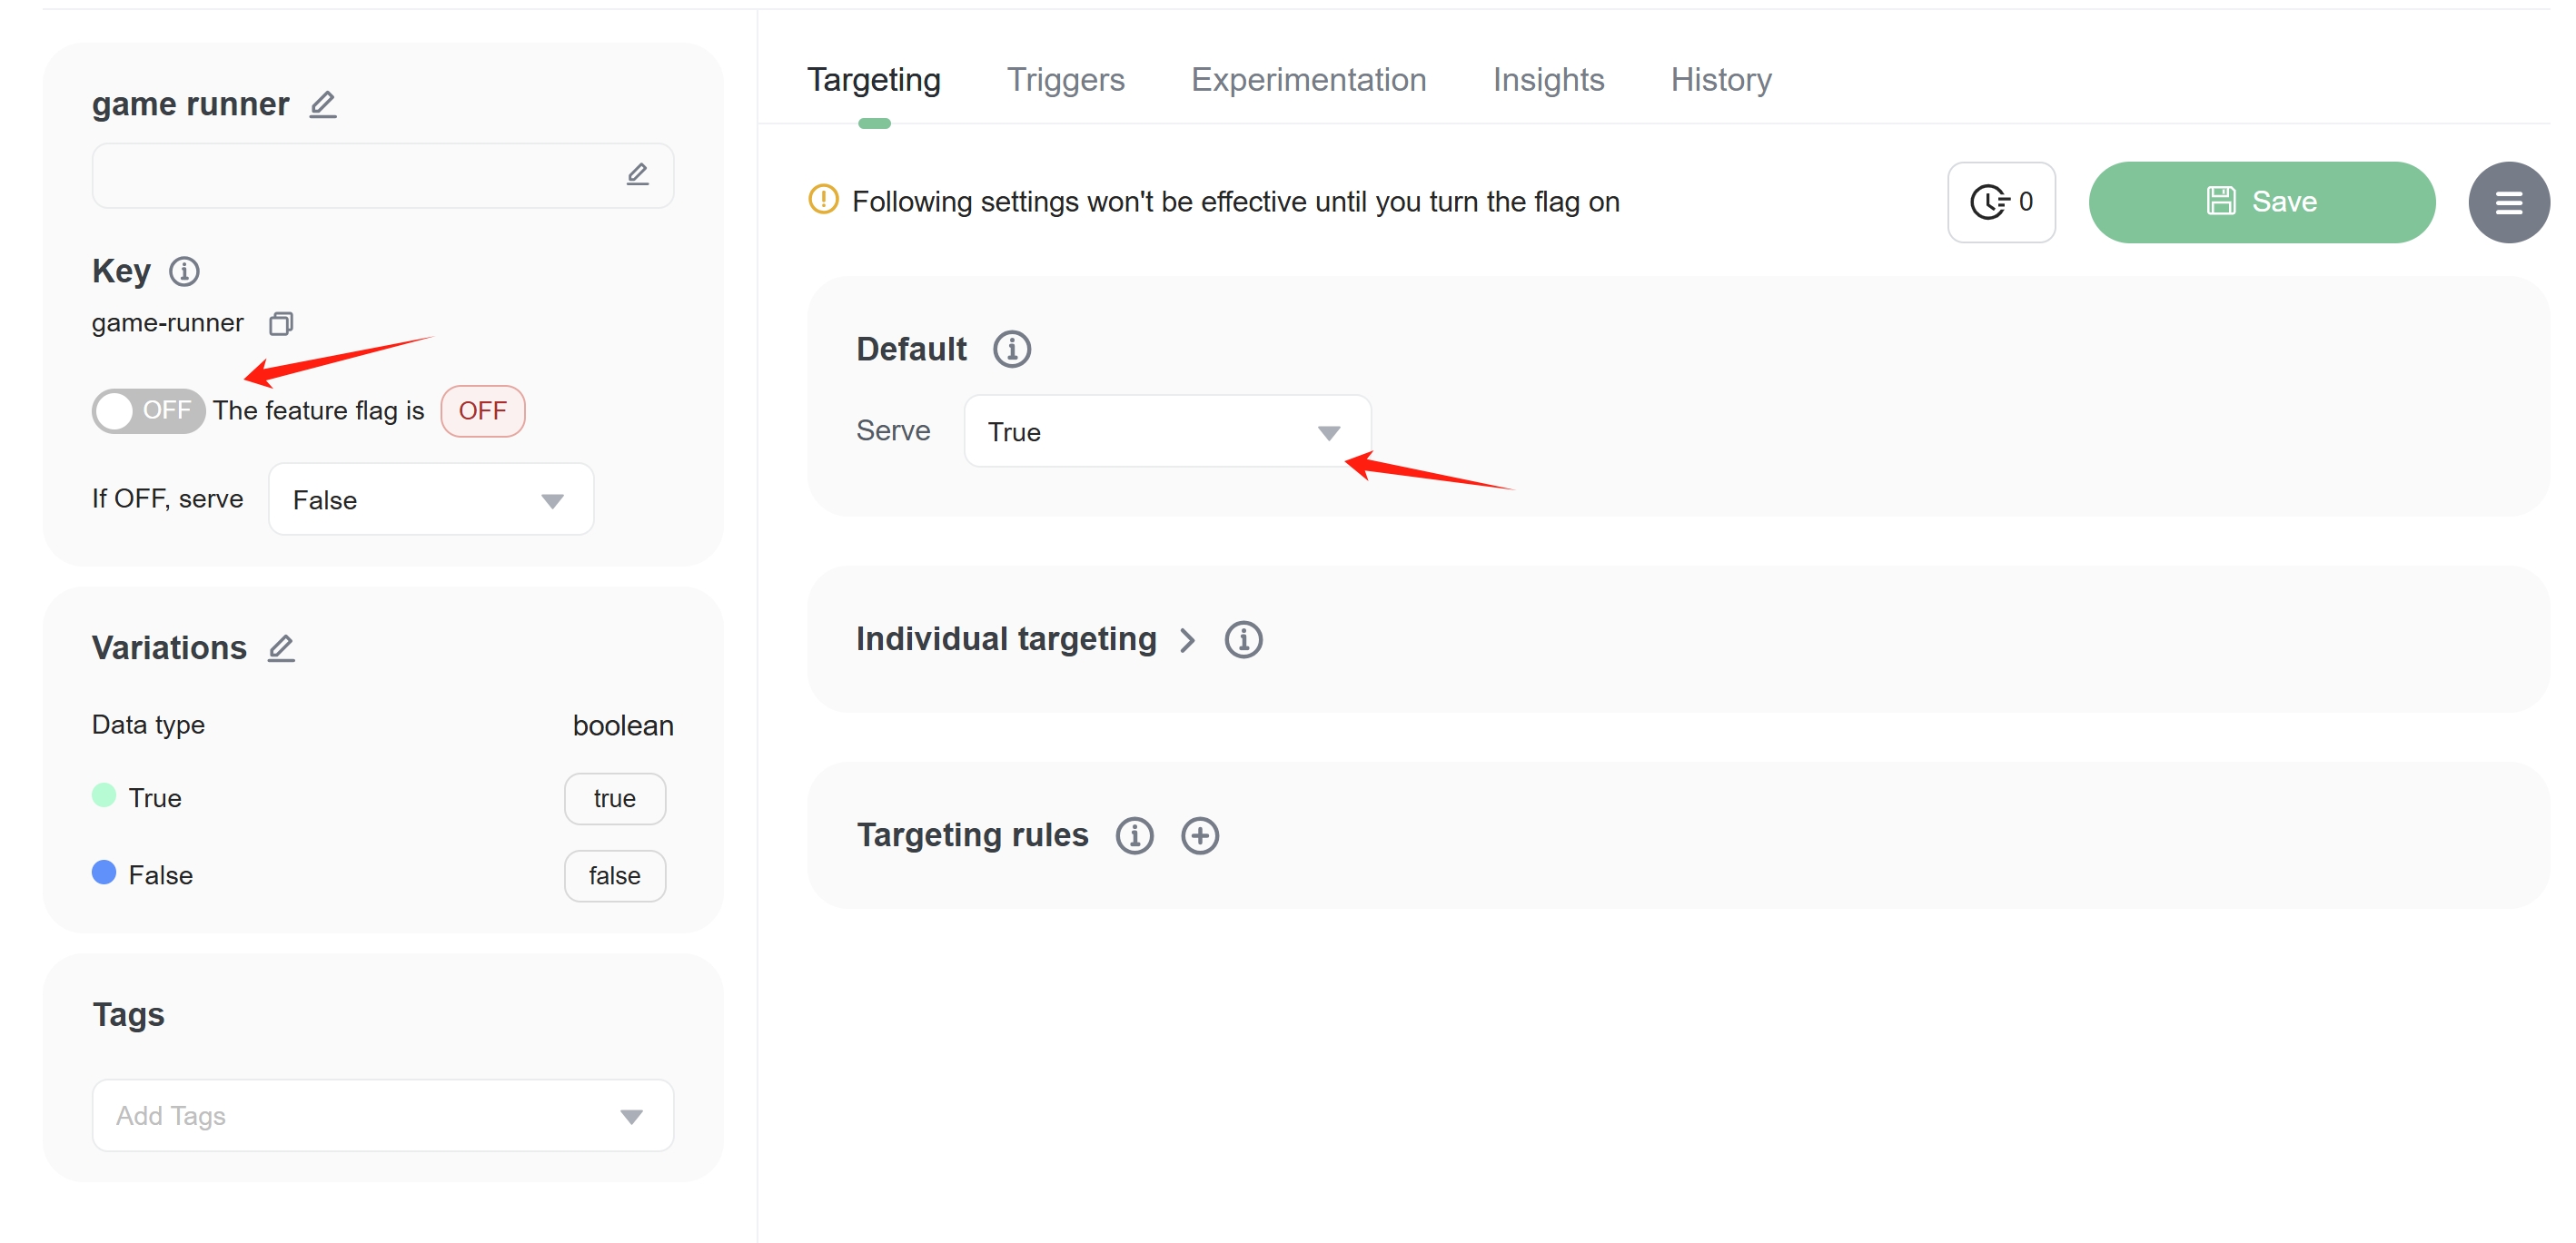 game runner
Key
game-runner
OFF The feature flag is OFF
If OFF, serve False
Variations
Data type boolean
True true
False false
Tags
Add Tags
Targeting Triggers Experimentation Insights History
Following settings won't be effective until you turn the flag on
0
Save
Default
Serve True
Individual targeting
Targeting rules